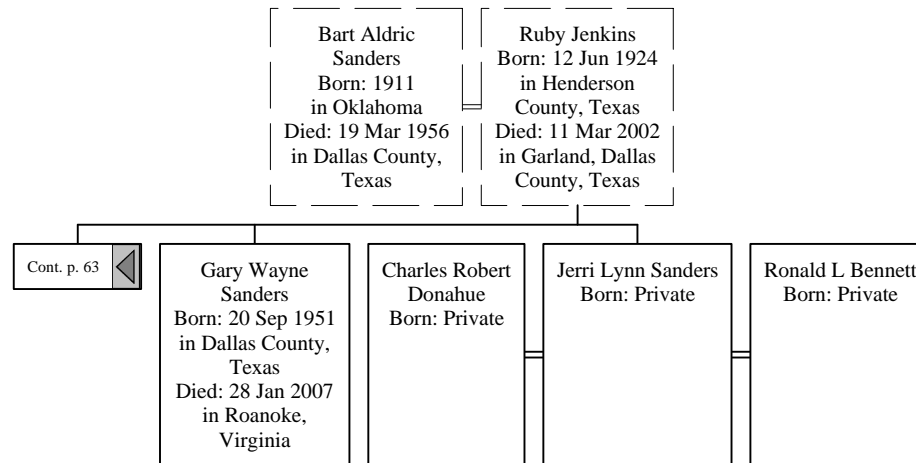 Bart Aldric
Sanders
Born: 1911
in Oklahoma
Died: 19 Mar 1956
in Dallas County,
Texas
Ruby Jenkins
Born: 12 Jun 1924
in Henderson
County, Texas
Died: 11 Mar 2002
in Garland, Dallas
County, Texas
Cont. p. 63
Gary Wayne
Sanders
Born: 20 Sep 1951
in Dallas County,
Texas
Died: 28 Jan 2007
in Roanoke,
Virginia
Charles Robert
Donahue
Born: Private
Jerri Lynn Sanders
Born: Private
Ronald L Bennett
Born: Private